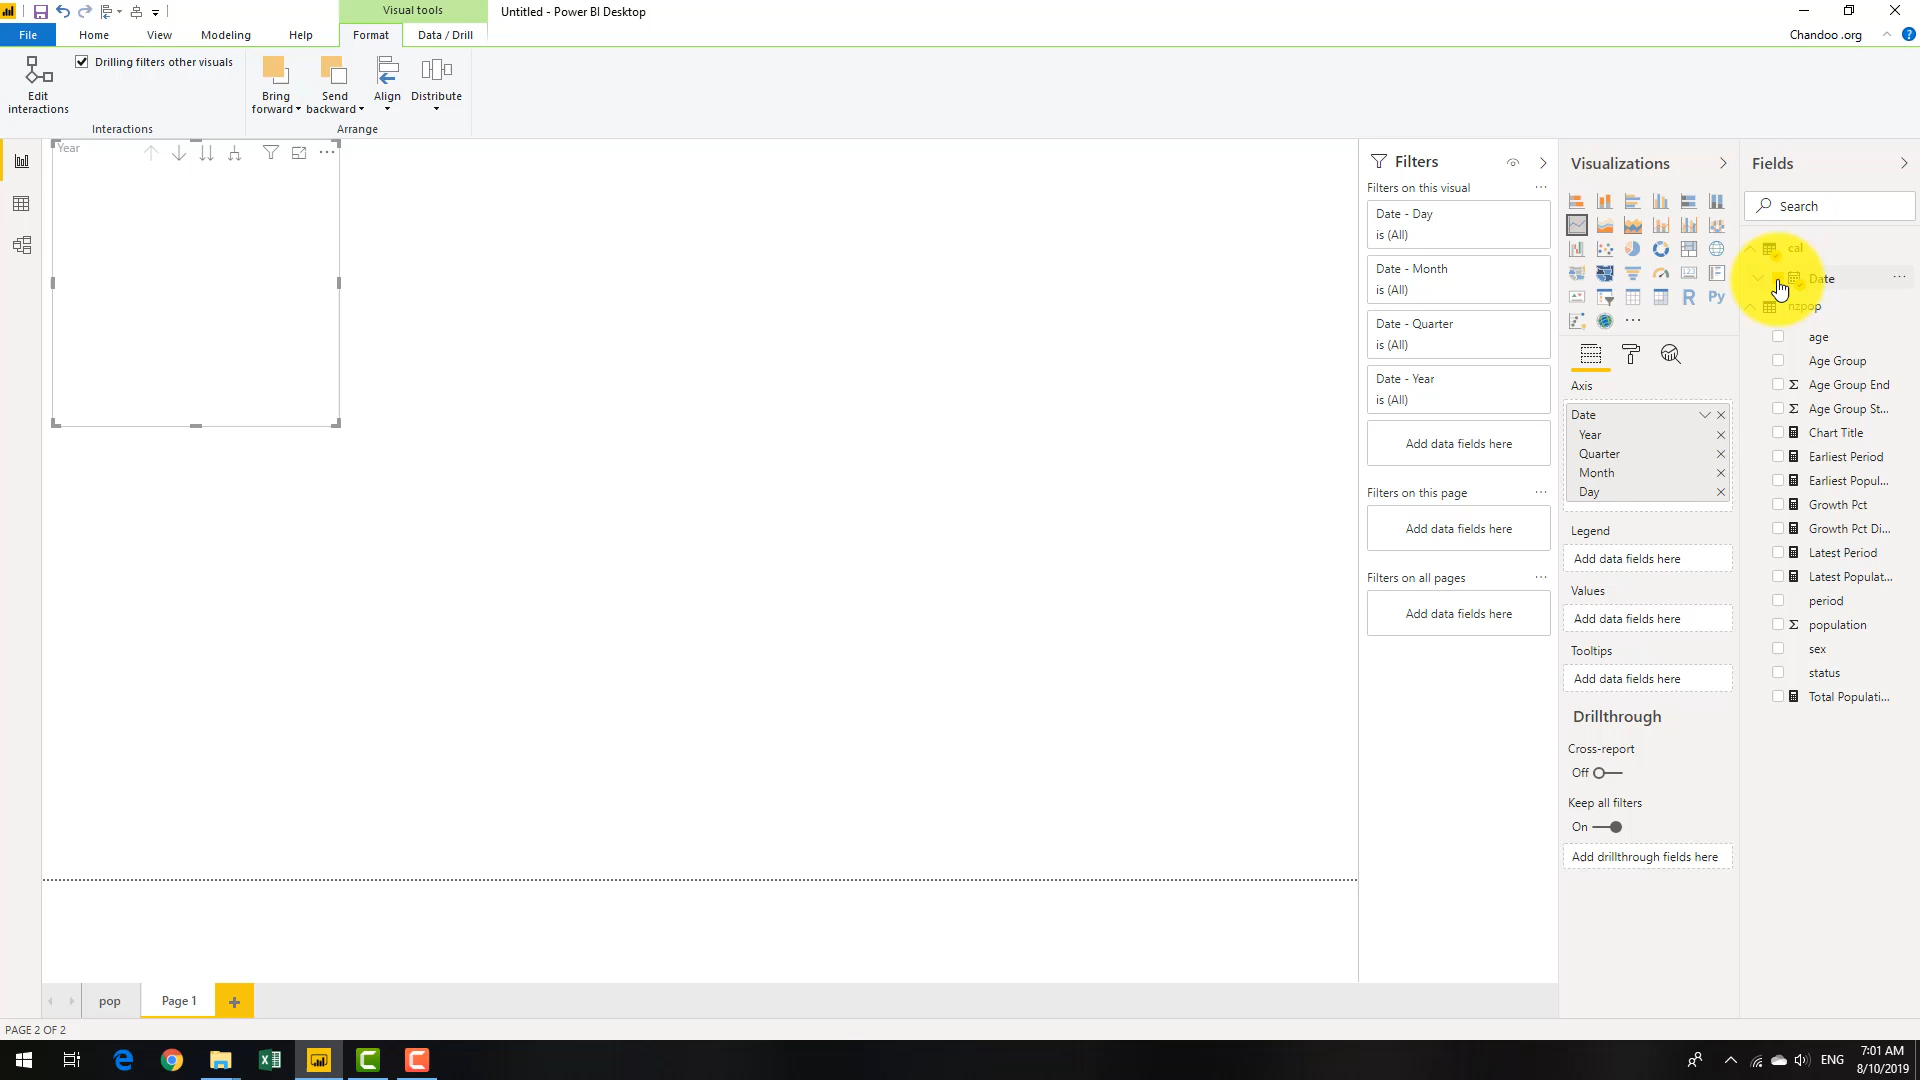 Visual tools
Untitled - Power BI Desktop
File
Home
View
Modeling
Help
Format
Data / Drill
Chandoo .org
Drilling filters other visuals
Edit
interactions
Bring
forward
Send
backward
Align
Distribute
Interactions
Arrange
Year
Filters
Filters on this visual
Date - Day
is (All)
Date - Month
is (All)
Date - Quarter
is (All)
Date - Year
is (All)
Add data fields here
Filters on this page
Add data fields here
Filters on all pages
Add data fields here
Visualizations
R
Py
Axis
Date
Year
Quarter
Month
Day
Legend
Add data fields here
Values
Add data fields here
Tooltips
Add data fields here
Drillthrough
Cross-report
Off
Keep all filters
On
Add drillthrough fields here
Fields
Search
cal
Date
nzpop
age
Age Group
Age Group End
Age Group St...
Chart Title
Earliest Period
Earliest Popul...
Growth Pct
Growth Pct Di...
Latest Period
Latest Populat...
period
population
sex
status
Total Populati...
pop
Page 1
PAGE 2 OF 2
ENG
7:01 AM
8/10/2019